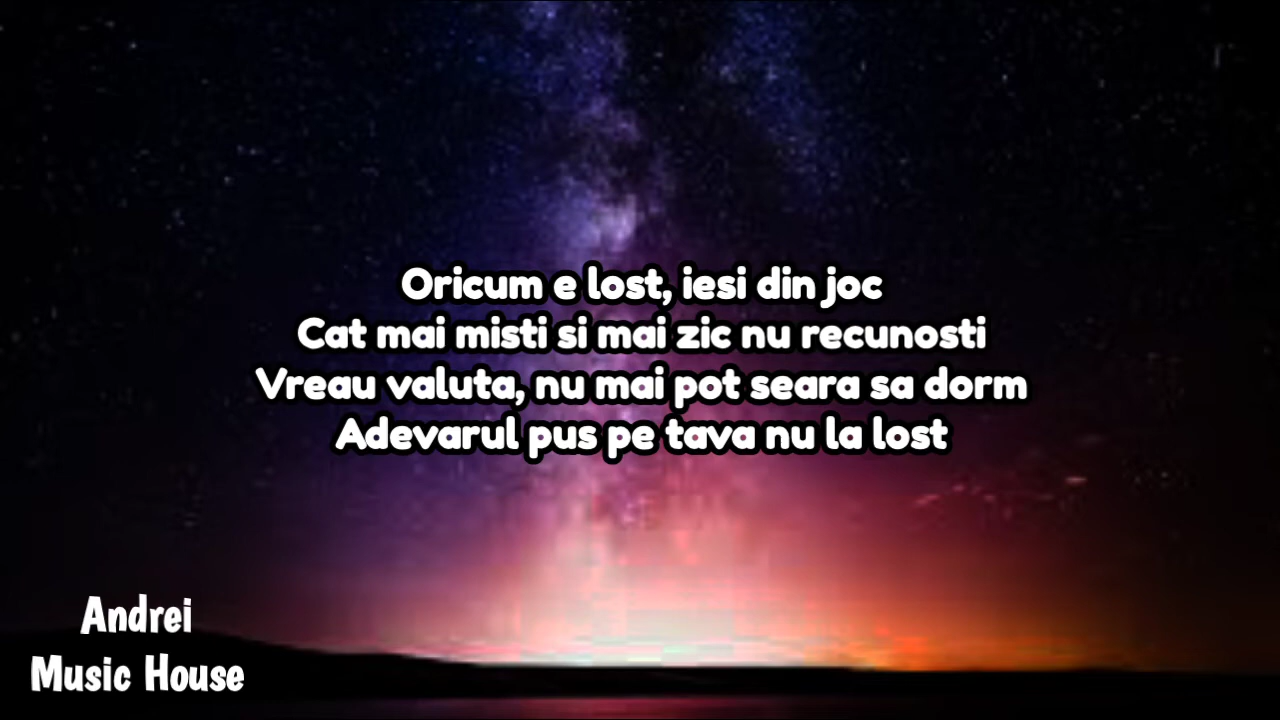 Oricum e lost, iesi din joc
Cat mai misti si mai zic nu recunosti
Vreau valuta, nu mai pot seara sa dorm
Adevarul pus pe tava nu la lost
Andrei
Music House